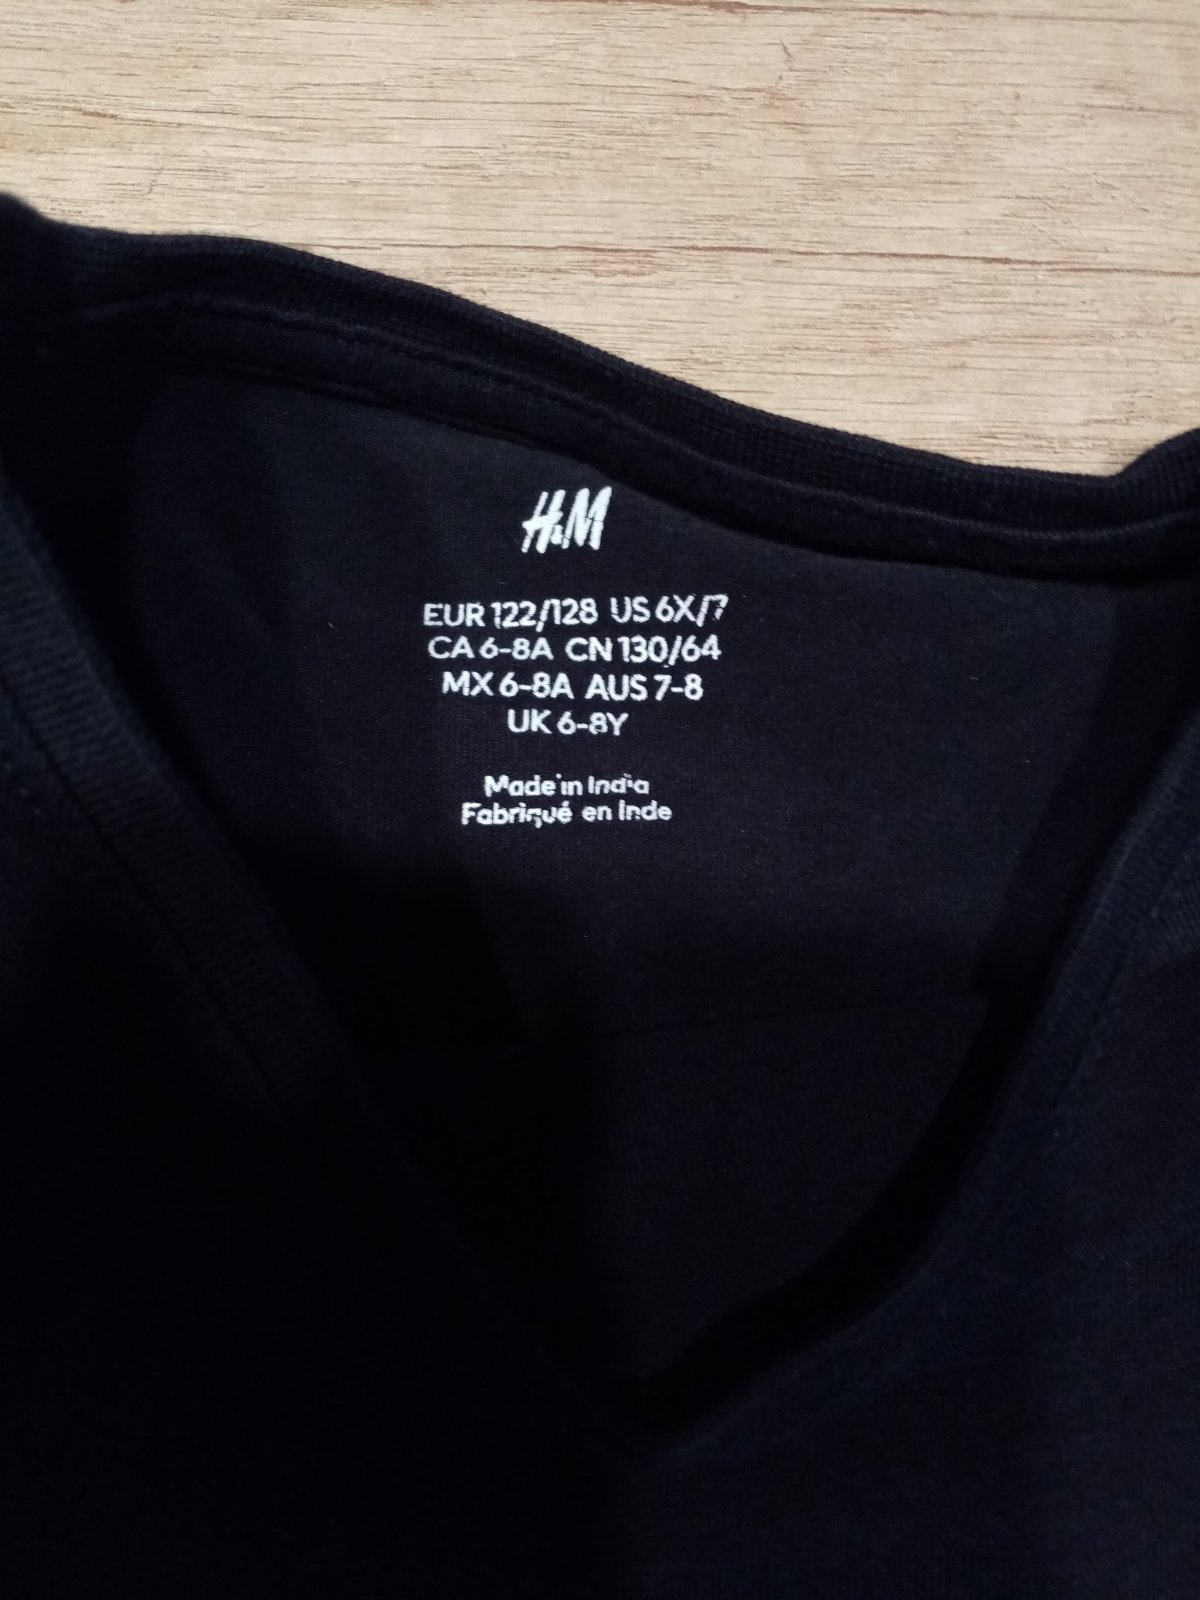 H&M
EUR 122/128 US 6X/7
CA 6-8A CN 130/64
MX 6-8A AUS 7-8
UK 6-8Y
Made in India
Fabriqué en Inde